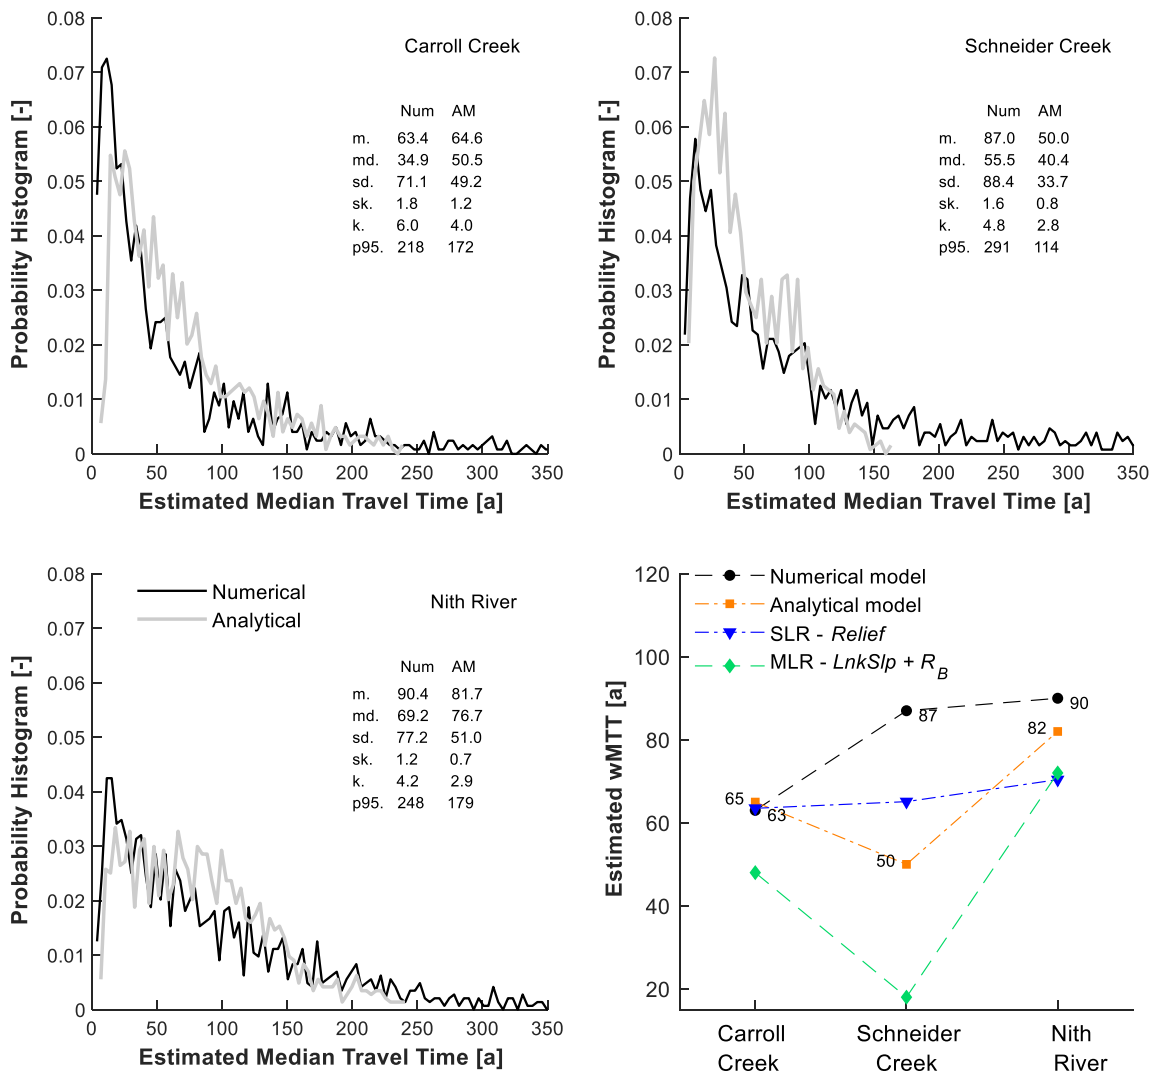 Carroll Creek
Probability Histogram [-]
0.08
0.07
0.06
0.05
0.04
0.03
0.02
0.01
0
Num AM
m. 63.4 64.6
md. 34.9 50.5
sd. 71.1 49.2
sk. 1.8 1.2
k. 6.0 4.0
p95. 218 172
0 50 100 150 200 250 300 350
Estimated Median Travel Time [a]
Schneider Creek
Probability Histogram [-]
0.08
0.07
0.06
0.05
0.04
0.03
0.02
0.01
0
Num AM
m. 87.0 50.0
md. 55.5 40.4
sd. 88.4 33.7
sk. 1.6 0.8
k. 4.8 2.8
p95. 291 114
0 50 100 150 200 250 300 350
Estimated Median Travel Time [a]
Numerical
Analytical
Nith River
Probability Histogram [-]
0.08
0.07
0.06
0.05
0.04
0.03
0.02
0.01
0
Num AM
m. 90.4 81.7
md. 69.2 76.7
sd. 77.2 51.0
sk. 1.2 0.7
k. 4.2 2.9
p95. 248 179
0 50 100 150 200 250 300 350
Estimated Median Travel Time [a]
Numerical model
Analytical model
SLR - Relief
MLR - LnkSlp + R_B
Estimated wMTT [a]
120
100
80
60
40
20
87
90
82
65
63
50
Carroll Creek
Schneider Creek
Nith River